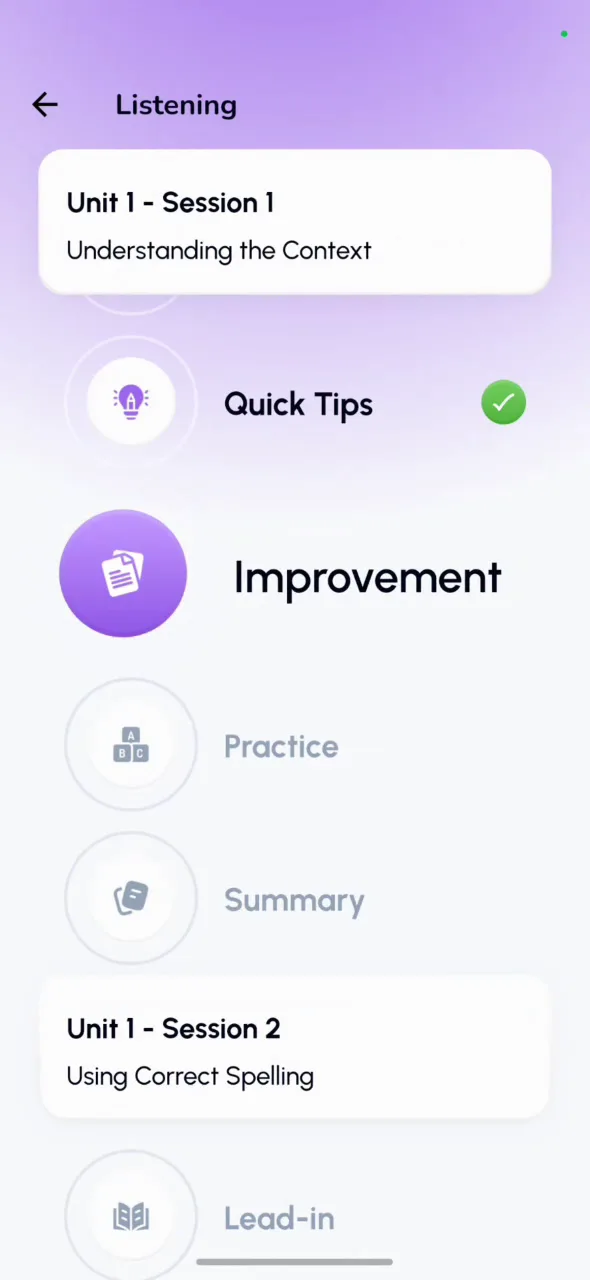 Listening
Unit 1 - Session 1
Understanding the Context
Quick Tips
Improvement
A
B C
Practice
Summary
Unit 1 - Session 2
Using Correct Spelling
Lead-in